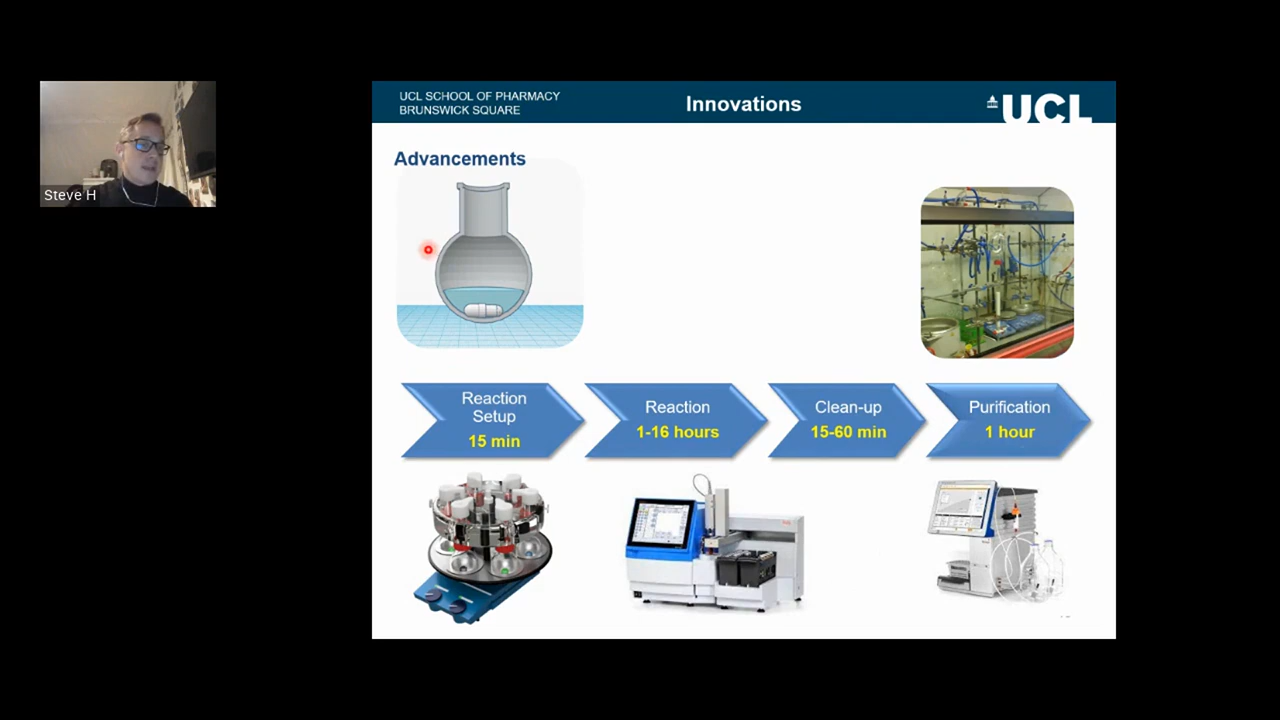 Steve H
UCL SCHOOL OF PHARMACY
BRUNSWICK SQUARE
Innovations
UCL
Advancements
Reaction
Setup
15 min
Reaction
1-16 hours
Clean-up
15-60 min
Purification
1 hour